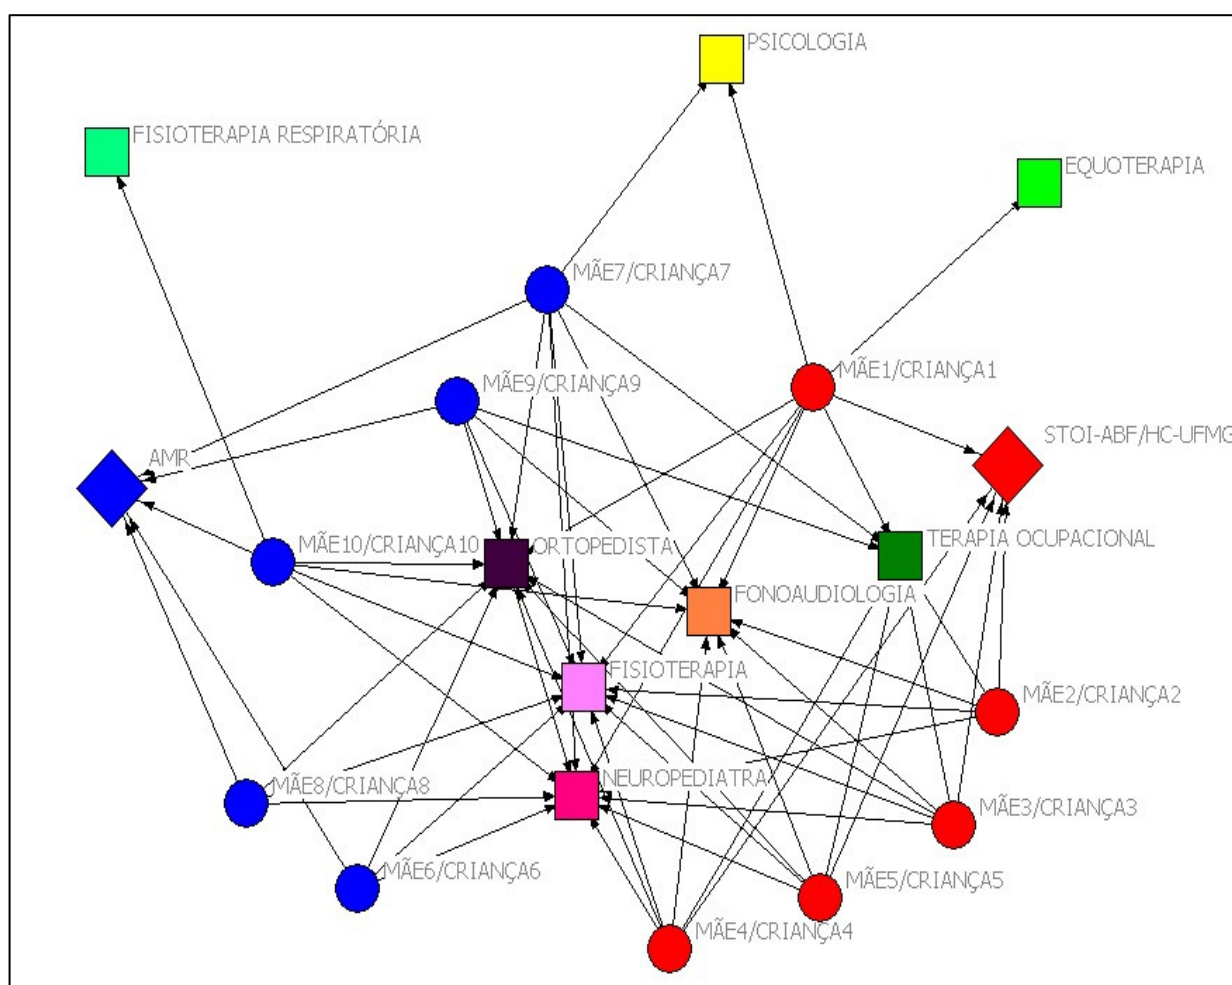 PSICOLOGIA
FISIOTERAPIA RESPIRATÓRIA
EQUOTERAPIA
MÃE7/CRIANÇA7
MÃE1/CRIANÇA1
MÃE9/CRIANÇA9
STOI-ABF/HC-UFMG
AMR
MÃE10/CRIANÇA10
ORTOPEDISTA
TERAPIA OCUPACIONAL
FONOAUDIOLOGIA
FISIOTERAPIA
MÃE2/CRIANÇA2
NEUROPEDIATRA
MÃE8/CRIANÇA8
MÃE3/CRIANÇA3
MÃE6/CRIANÇA6
MÃE5/CRIANÇA5
MÃE4/CRIANÇA4